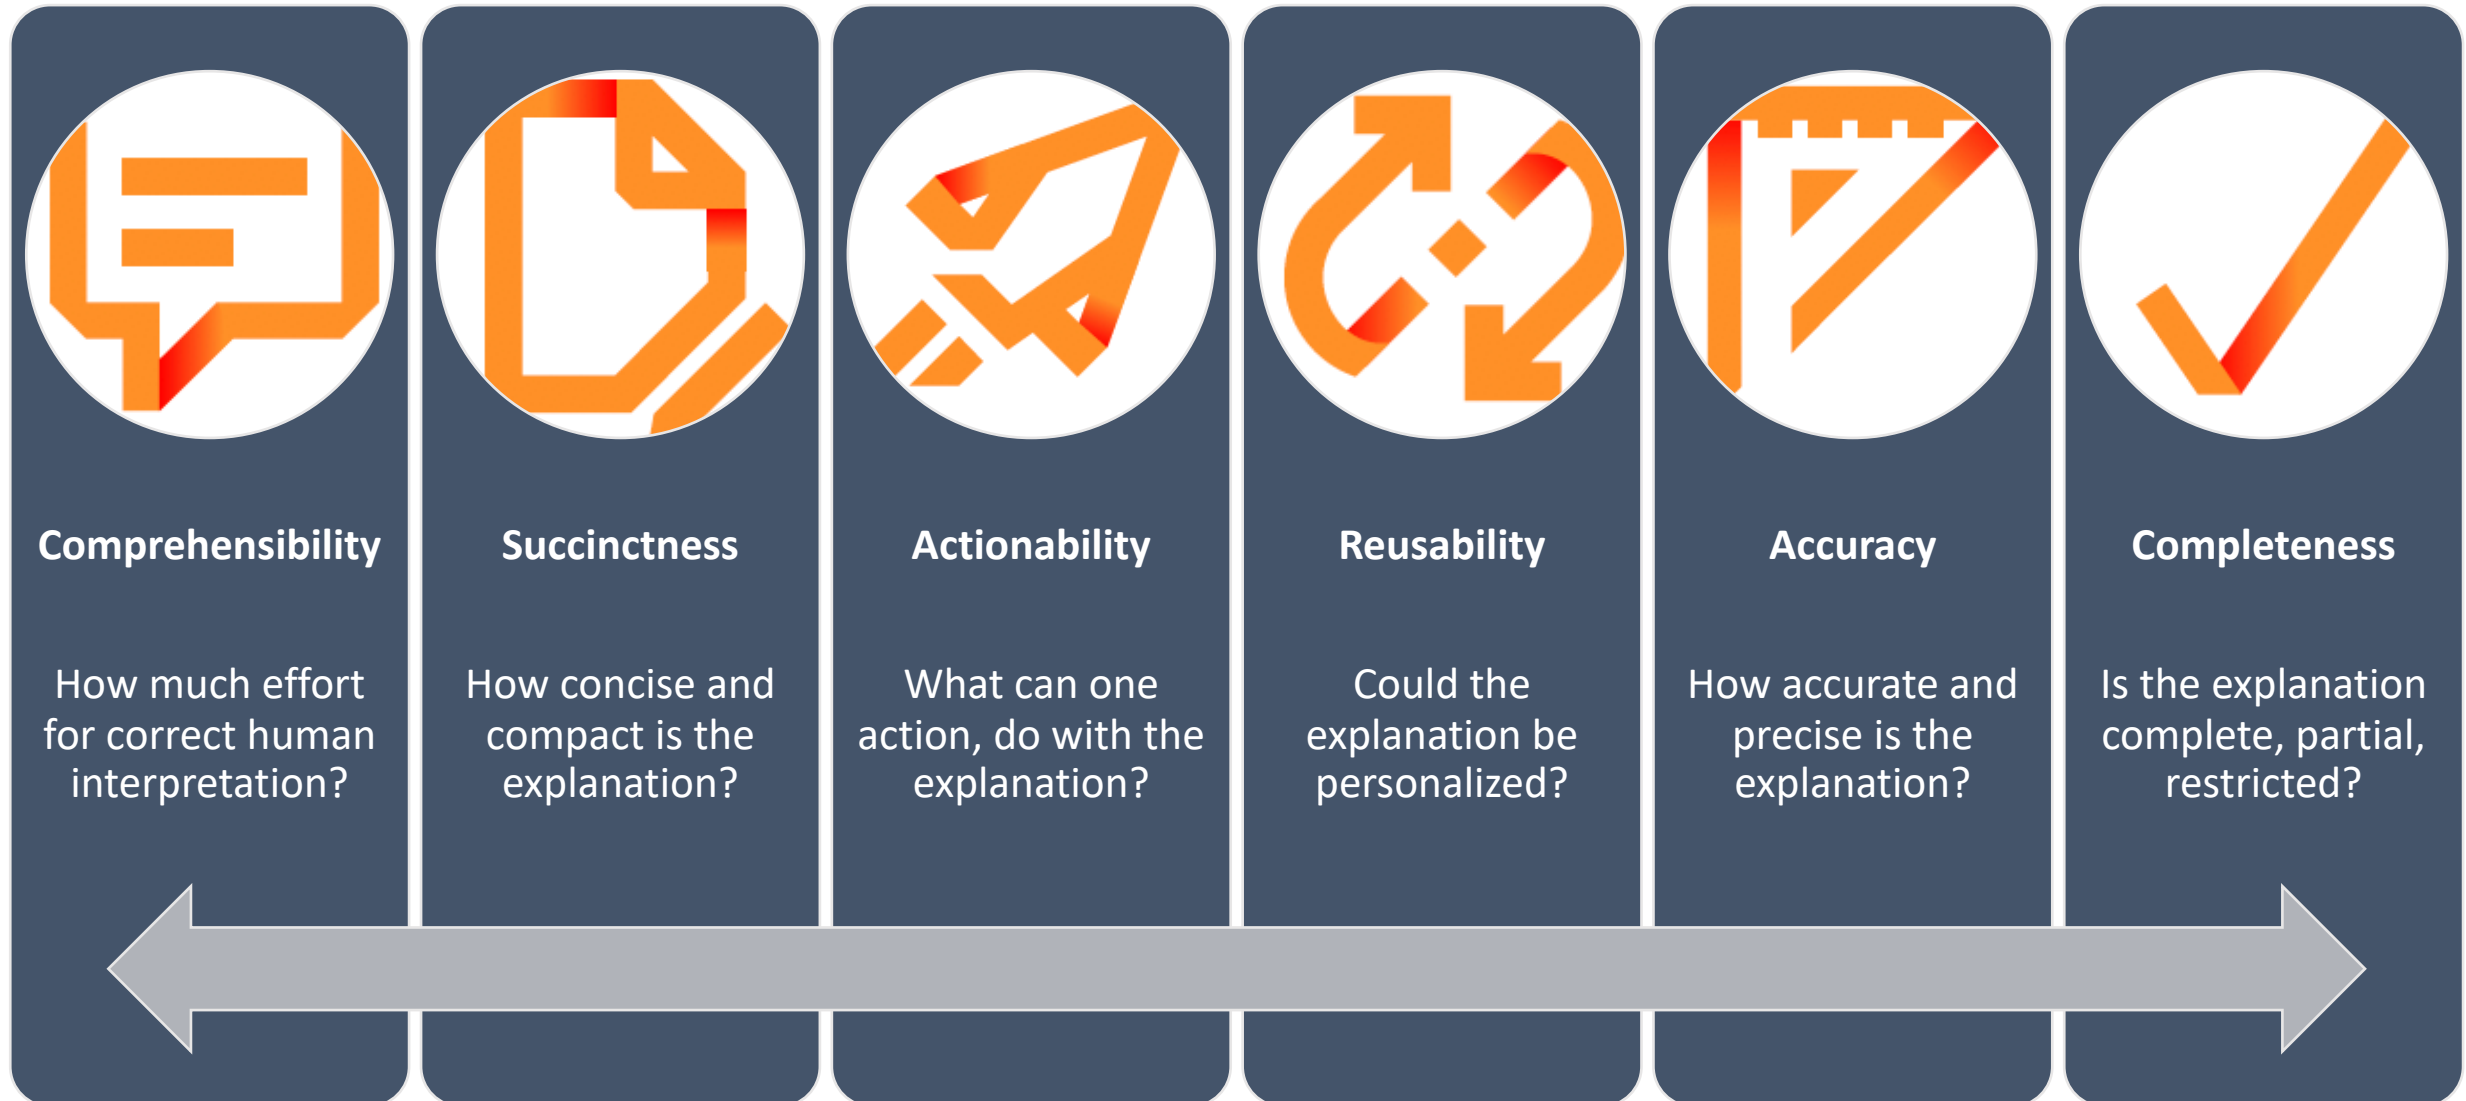 Comprehensibility
How much effort
for correct human
interpretation?
Succinctness
How concise and
compact is the
explanation?
Actionability
What can one
action, do with the
explanation?
Reusability
Could the
explanation be
personalized?
Accuracy
How accurate and
precise is the
explanation?
Completeness
Is the explanation
complete, partial,
restricted?